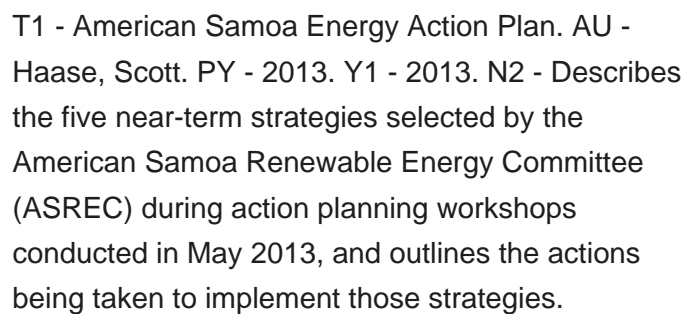 T1 - American Samoa Energy Action Plan. AU -
Haase, Scott. PY - 2013. Y1 - 2013. N2 - Describes
the five near-term strategies selected by the
American Samoa Renewable Energy Committee
(ASREC) during action planning workshops
conducted in May 2013, and outlines the actions
being taken to implement those strategies.